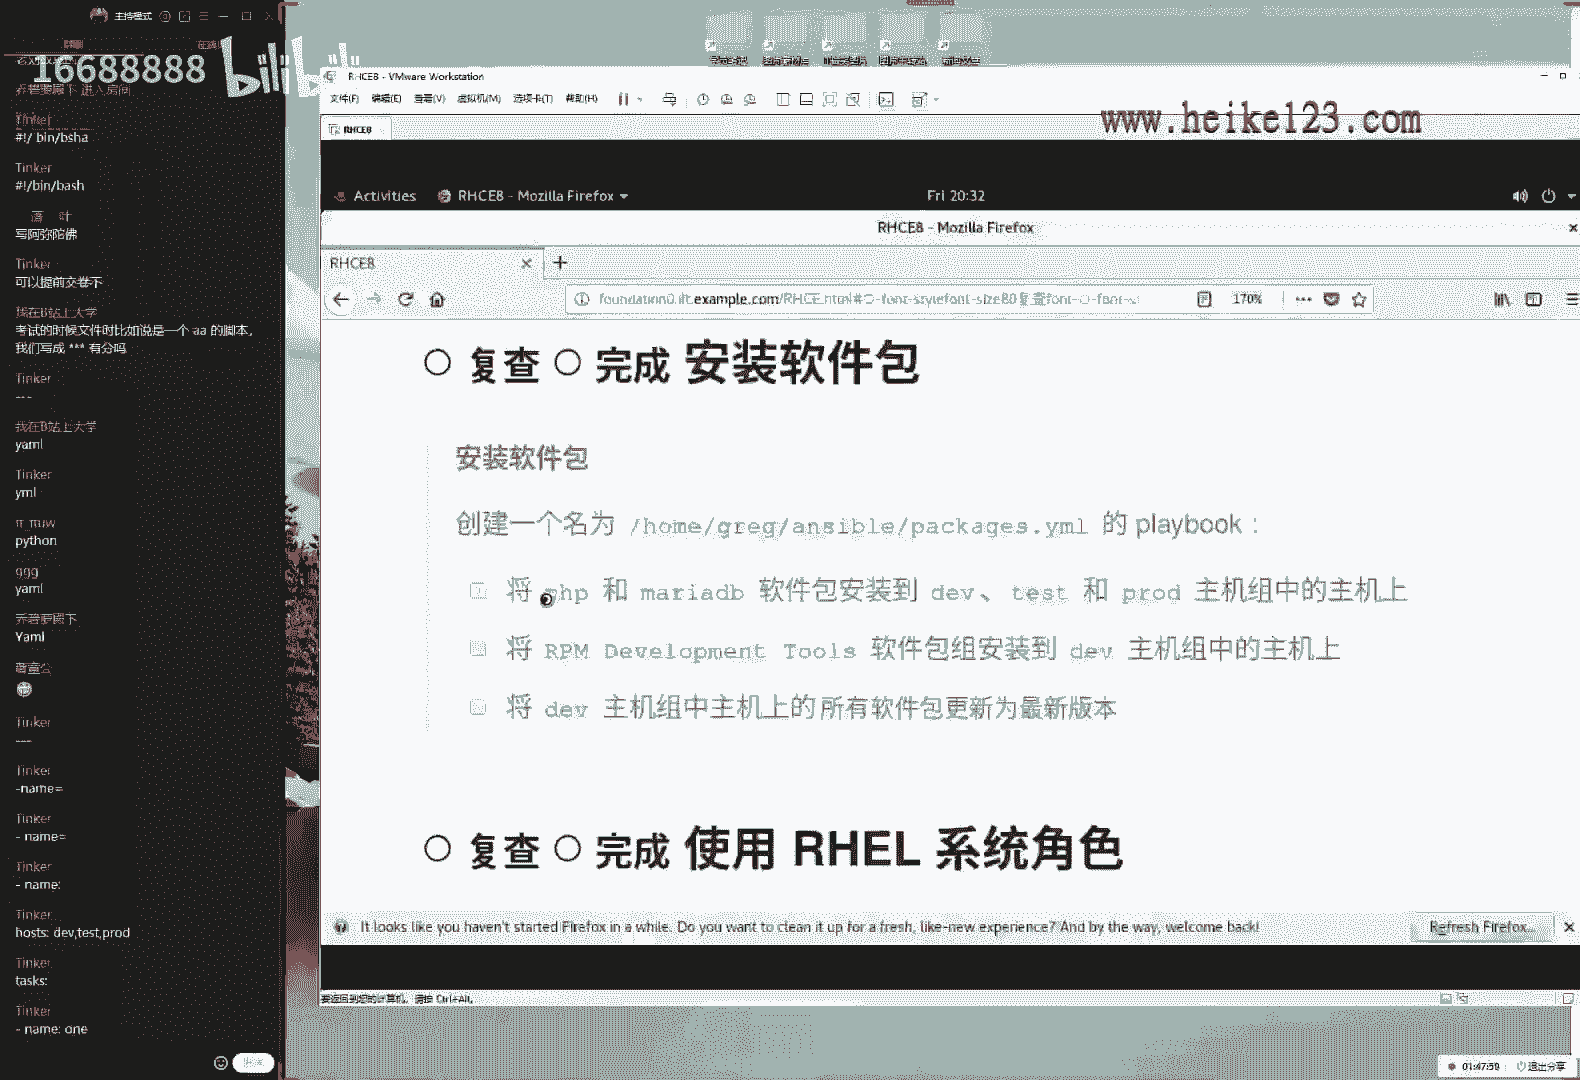 主持模式
16688888
bilibili
进入房间
Tinker
#!/ bin/bsha
Tinker
#!/bin/bash
落 叶
写阿弥陀佛
Tinker
可以提前交卷不
我在B站上大学
考试的时候文件时比如说是一个 aa 的脚本,
我们写成 *** 有分吗
Tinker
---
我在B站上大学
yaml
Tinker
yml
python
ggg
yaml
Yaml
Tinker
---
Tinker
-name=
Tinker
- name=
Tinker
- name:
Tinker
hosts: dev,test,prod
Tinker
tasks:
Tinker
- name: one
RHCE8 - VMware Workstation
文件(F) 编辑(E) 查看(V) 虚拟机(M) 选项卡(T) 帮助(H)
www.heike123.com
RHCE8
Activities RHCE8 - Mozilla Firefox Fri 20:32
RHCE8 - Mozilla Firefox
RHCE8
170%
复查 完成 安装软件包
安装软件包
创建一个名为 /home/greg/ansible/packages.yml 的 playbook :
将 php 和 mariadb 软件包安装到 dev、 test 和 prod 主机组中的主机上
将 RPM Development Tools 软件包组安装到 dev 主机组中的主机上
将 dev 主机组中主机上的所有软件包更新为最新版本
复查 完成 使用 RHEL 系统角色
It looks like you haven't started Firefox in a while. Do you want to clean it up for a fresh, like-new experience? And by the way, welcome back!
Refresh Firefox...
要返回到您的计算机，请按 Ctrl+Alt。
01:47:59 退出分享